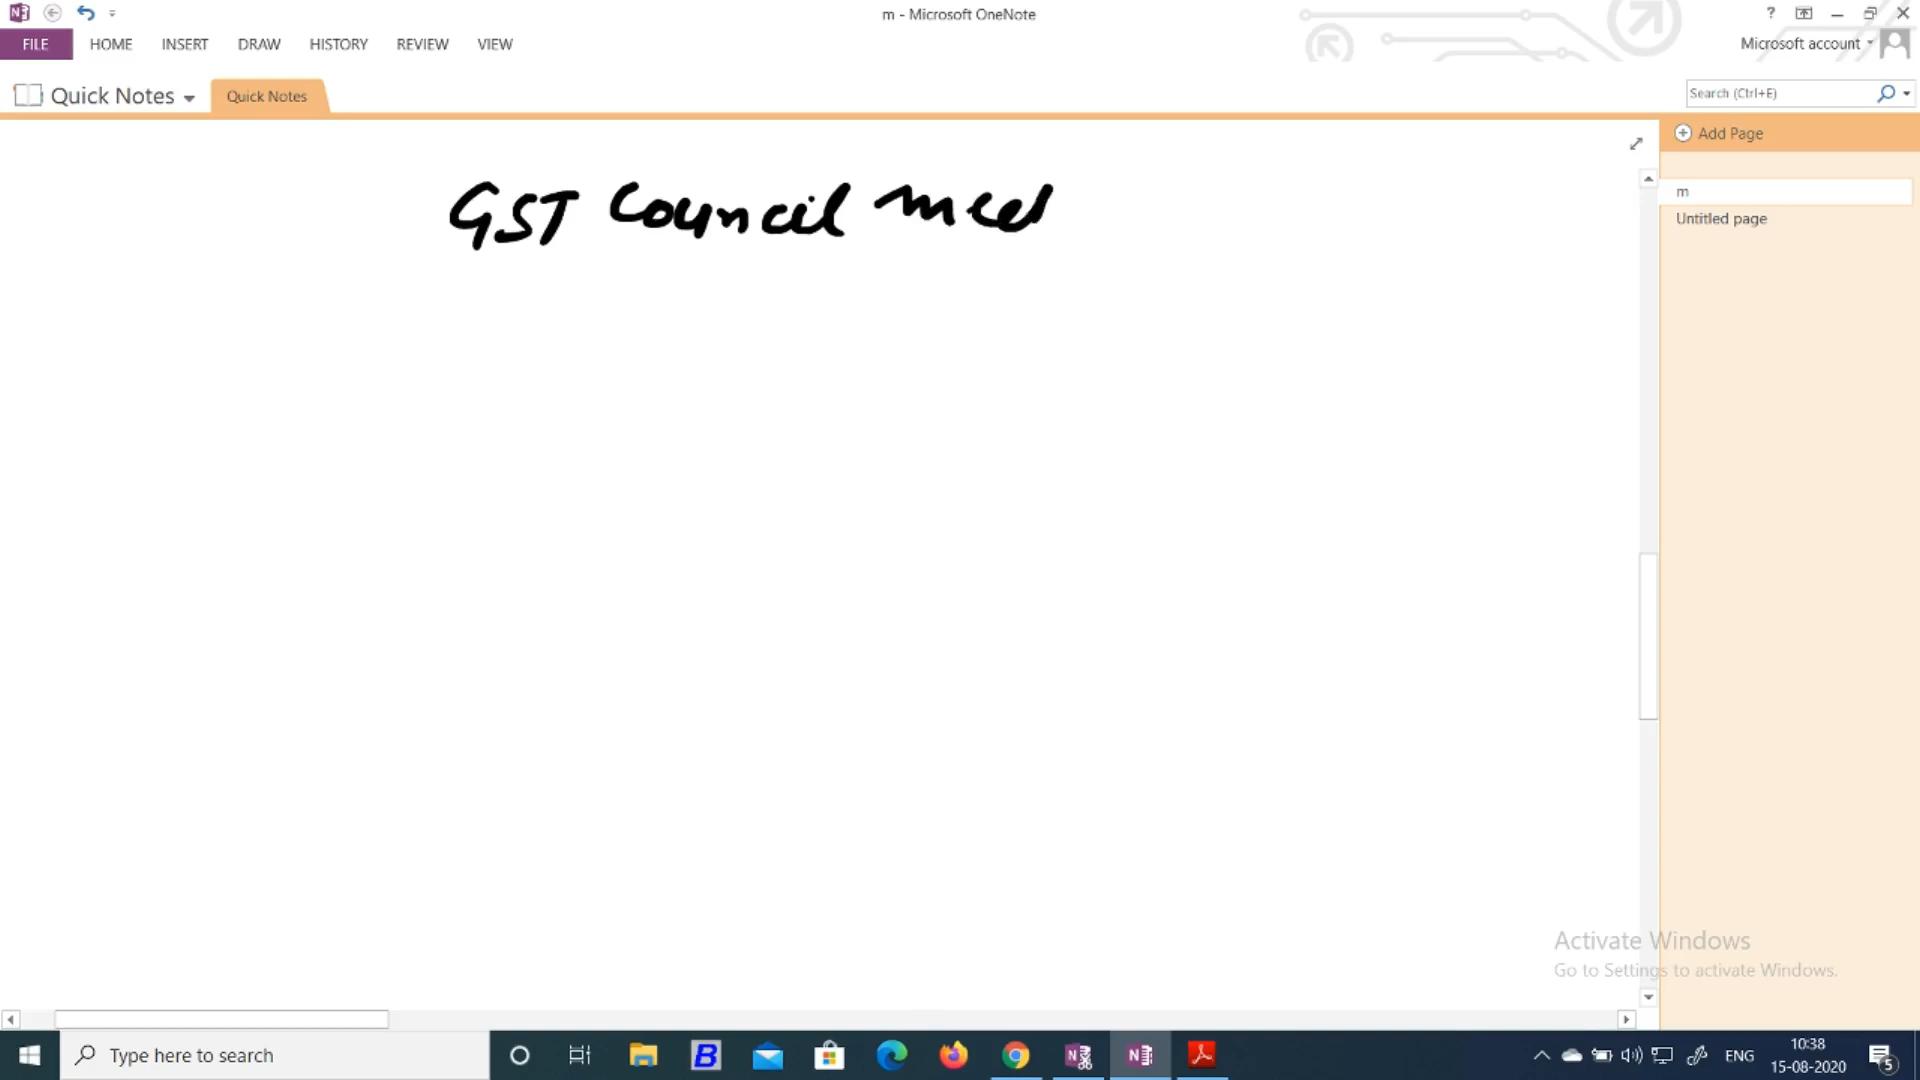 m - Microsoft OneNote
?
FILE HOME INSERT DRAW HISTORY REVIEW VIEW
Microsoft account
Quick Notes
Quick Notes
Search (Ctrl+E)
Add Page
m
Untitled page
GST Council meet
Activate Windows
Go to Settings to activate Windows.
Type here to search
B
ENG
10:38
15-08-2020
5